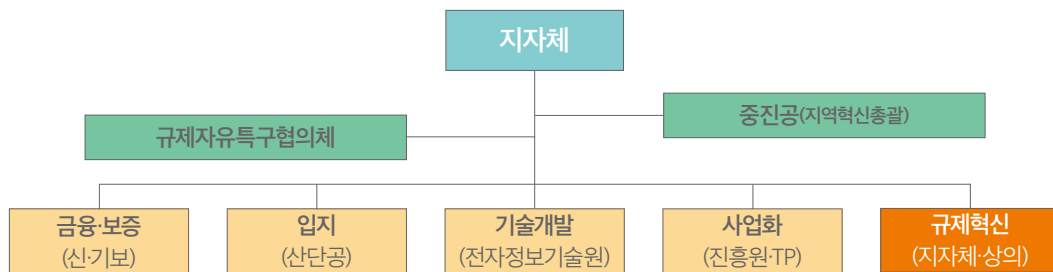 지자체
중진공(지역혁신총괄)
규제자유특구협의체
금융·보증
(신·기보)
입지
(산단공)
기술개발
(전자정보기술원)
사업화
(진흥원·TP)
규제혁신
(지자체·상의)